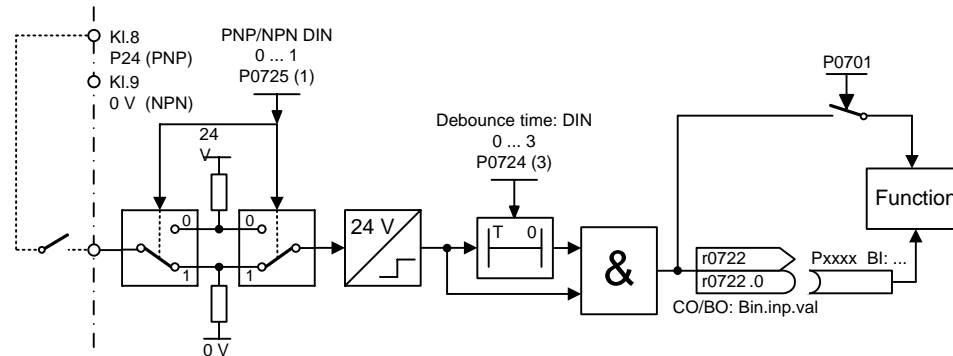 Kl.8
P24 (PNP)
Kl.9
0 V (NPN)
PNP/NPN DIN
0 ... 1
P0725 (1)
24
V
0
0
1
1
0 V
24 V
Debounce time: DIN
0 ... 3
P0724 (3)
T 0
&
P0701
Function
r0722
r0722 .0
Pxxxx BI: ...
CO/BO: Bin.inp.val